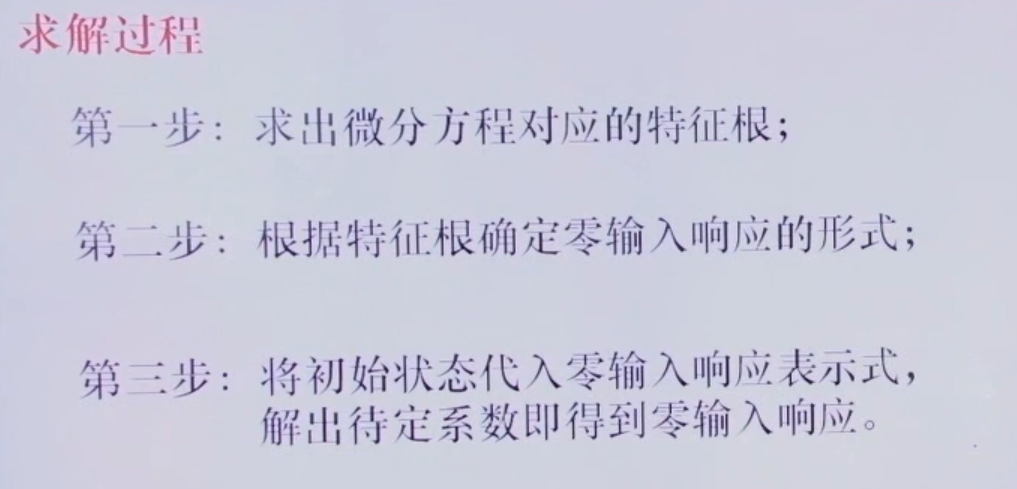 求解过程
第一步：求出微分方程对应的特征根；
第二步：根据特征根确定零输入响应的形式；
第三步：将初始状态代入零输入响应表示式，
解出待定系数即得到零输入响应。